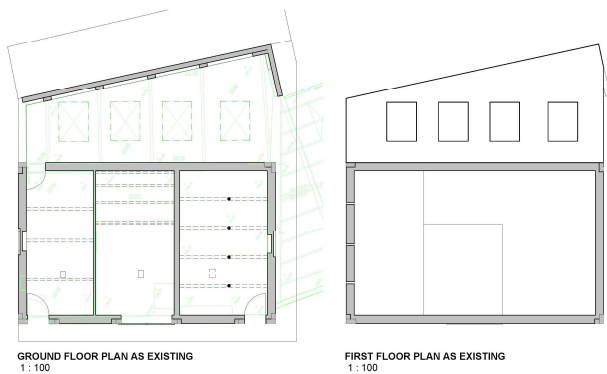 GROUND FLOOR PLAN AS EXISTING
1 : 100
FIRST FLOOR PLAN AS EXISTING
1 : 100